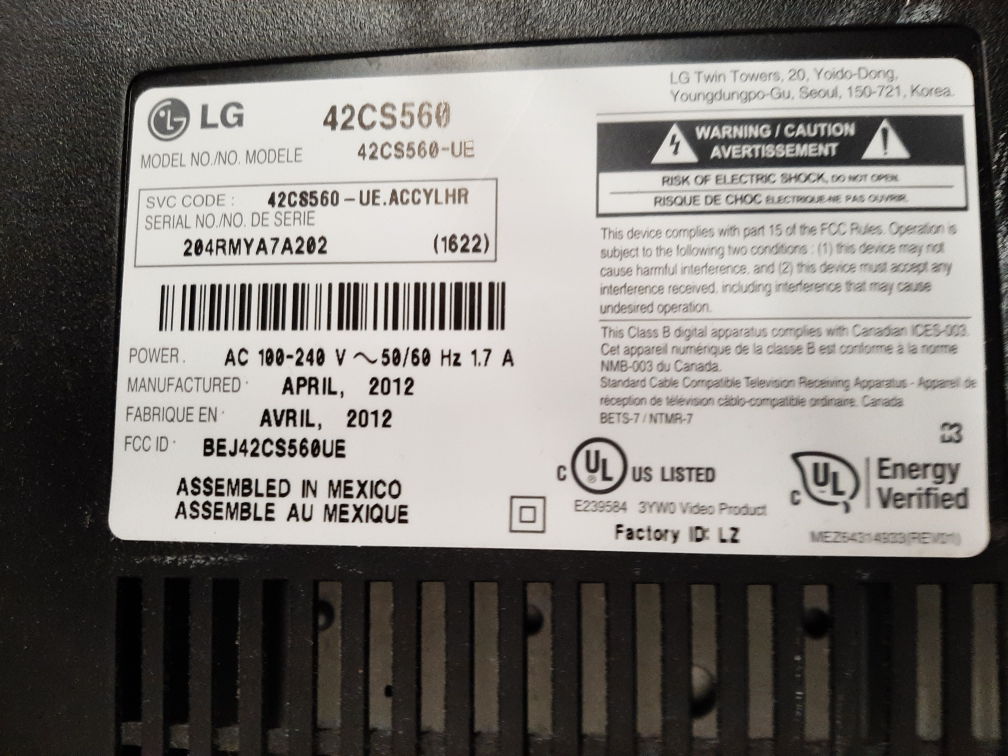 LG
42CS560
MODEL NO./NO. MODELE 42CS560-UE
SVC CODE : 42CS560-UE.ACCYLHR
SERIAL NO./NO. DE SERIE
204RMYA7A202 (1622)
POWER. AC 100-240 V ~ 50/60 Hz 1.7 A
MANUFACTURED · APRIL, 2012
FABRIQUE EN · AVRIL, 2012
FCC ID · BEJ42CS560UE
ASSEMBLED IN MEXICO
ASSEMBLE AU MEXIQUE
LG Twin Towers, 20, Yoido-Dong,
Youngdungpo-Gu, Seoul, 150-721, Korea.
WARNING / CAUTION
AVERTISSEMENT
RISK OF ELECTRIC SHOCK, DO NOT OPEN.
RISQUE DE CHOC ELECTRIQUE-NE PAS OUVRIR.
This device complies with part 15 of the FCC Rules. Operation is
subject to the following two conditions : (1) this device may not
cause harmful interference, and (2) this device must accept any
interference received, including interference that may cause
undesired operation.
This Class B digital apparatus complies with Canadian ICES-003.
Cet appareil numérique de la classe B est conforme à la norme
NMB-003 du Canada.
Standard Cable Compatible Television Receiving Apparatus - Appareil de
réception de télévision câblo-compatible ordinaire, Canada
BETS-7 / NTMR-7
C UL ® US LISTED
E239584 3YW0 Video Product
Factory ID: LZ
C UL Energy
Verified
MEZ64314933(REV01)